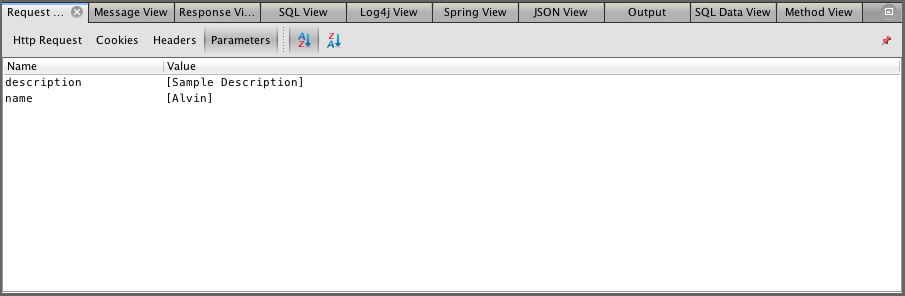 Request ... Message View Response Vi... SQL View Log4j View Spring View JSON View Output SQL Data View Method View
Http Request Cookies Headers Parameters A Z Z A
Name Value
description [Sample Description]
name [Alvin]